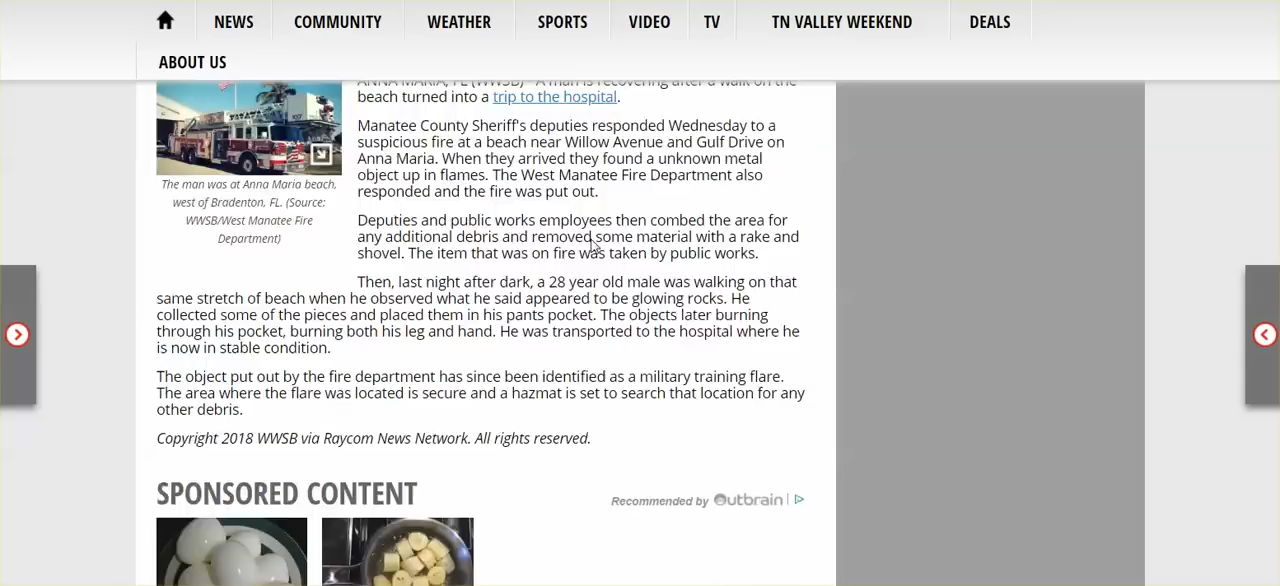 NEWS COMMUNITY WEATHER SPORTS VIDEO TV TN VALLEY WEEKEND DEALS
ABOUT US
ANNA MARIA, FL (WWSB) - A man is recovering after a walk on the
beach turned into a trip to the hospital.
Manatee County Sheriff's deputies responded Wednesday to a
suspicious fire at a beach near Willow Avenue and Gulf Drive on
Anna Maria. When they arrived they found a unknown metal
object up in flames. The West Manatee Fire Department also
responded and the fire was put out.
The man was at Anna Maria beach,
west of Bradenton, FL. (Source:
WWSB/West Manatee Fire
Department)
Deputies and public works employees then combed the area for
any additional debris and removed some material with a rake and
shovel. The item that was on fire was taken by public works.
Then, last night after dark, a 28 year old male was walking on that
same stretch of beach when he observed what he said appeared to be glowing rocks. He
collected some of the pieces and placed them in his pants pocket. The objects later burning
through his pocket, burning both his leg and hand. He was transported to the hospital where he
is now in stable condition.
The object put out by the fire department has since been identified as a military training flare.
The area where the flare was located is secure and a hazmat is set to search that location for any
other debris.
Copyright 2018 WWSB via Raycom News Network. All rights reserved.
SPONSORED CONTENT
Recommended by Outbrain